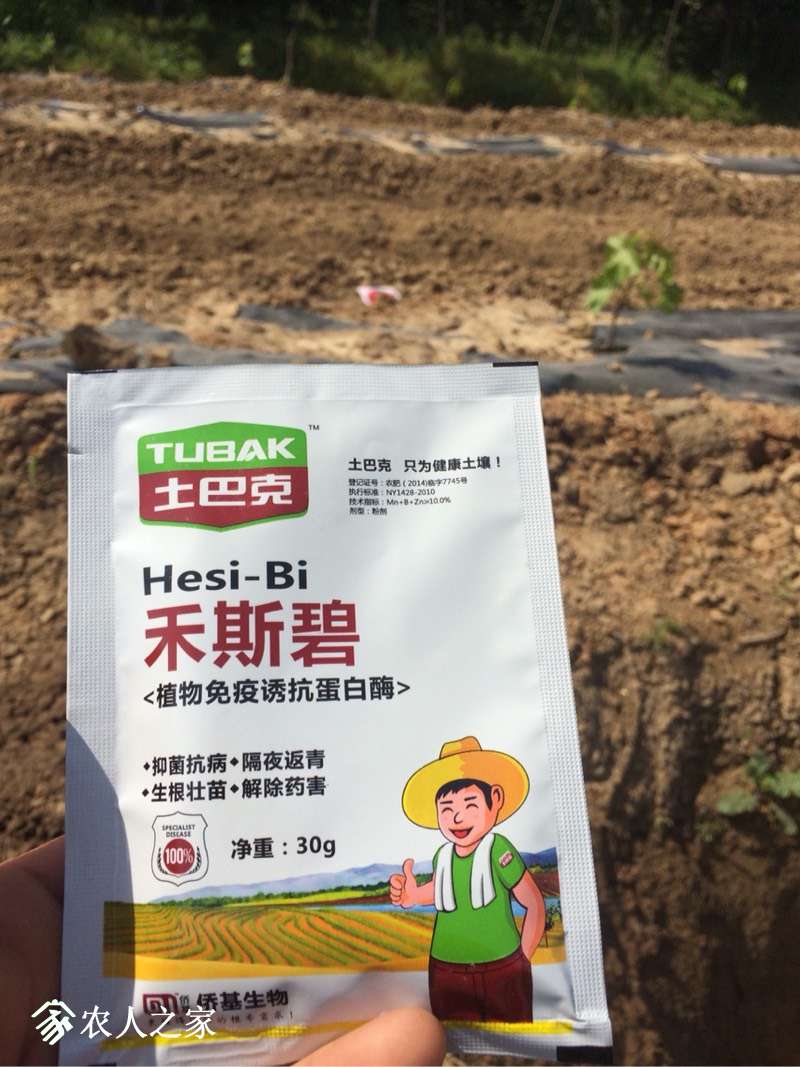 TUBAK TM
土巴克
土巴克 只为健康土壤！
登记证号：农肥（2014)临字7745号
执行标准：NY1428-2010
技术指标：Mn+B+Zn≥10.0%
剂型：粉剂
Hesi-Bi
禾斯碧
<植物免疫诱抗蛋白酶>
◆抑菌抗病◆隔夜返青
◆生根壮苗◆解除药害
SPECIALIST
DISEASE
100%
净重：30g
侨基生物
农人之家